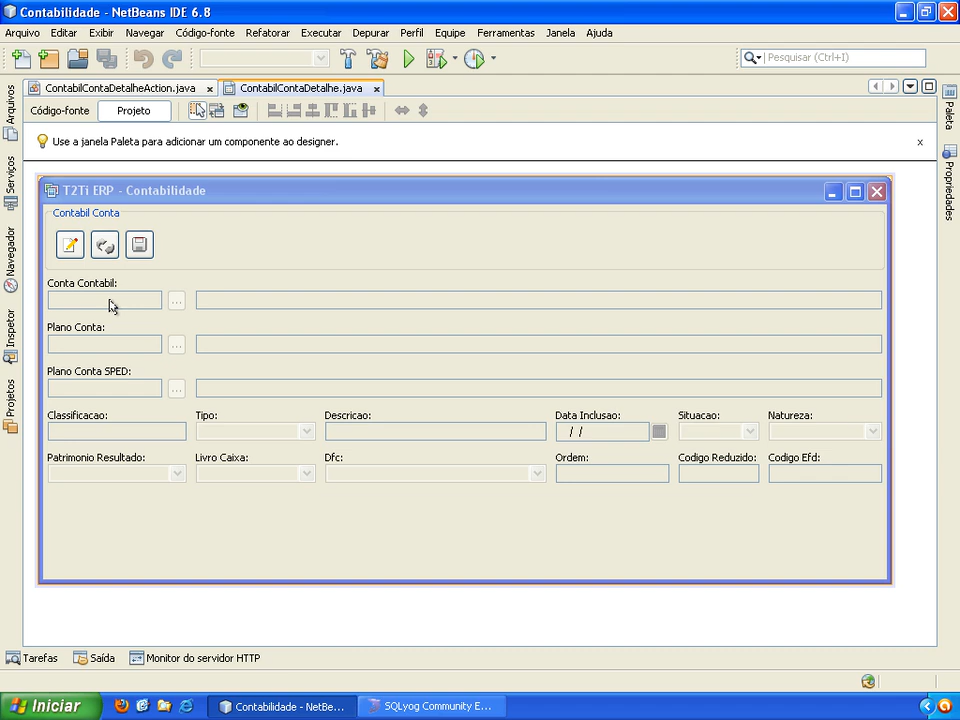 Contabilidade - NetBeans IDE 6.8
Arquivo Editar Exibir Navegar Código-fonte Refatorar Executar Depurar Perfil Equipe Ferramentas Janela Ajuda
Pesquisar (Ctrl+I)
ContabilContaDetalheAction.java x ContabilContaDetalhe.java x
Código-fonte Projeto
Use a janela Paleta para adicionar um componente ao designer. x
Arquivos
Serviços
Navegador
Inspetor
Projetos
Paleta
Propriedades
T2Ti ERP - Contabilidade
Contabil Conta
Conta Contabil:
...
Plano Conta:
...
Plano Conta SPED:
...
Classificacao: Tipo: Descricao: Data Inclusao: Situacao: Natureza:
/ /
Patrimonio Resultado: Livro Caixa: Dfc: Ordem: Codigo Reduzido: Codigo Efd:
Tarefas Saída Monitor do servidor HTTP
Iniciar Contabilidade - NetBe... SQLyog Community E...